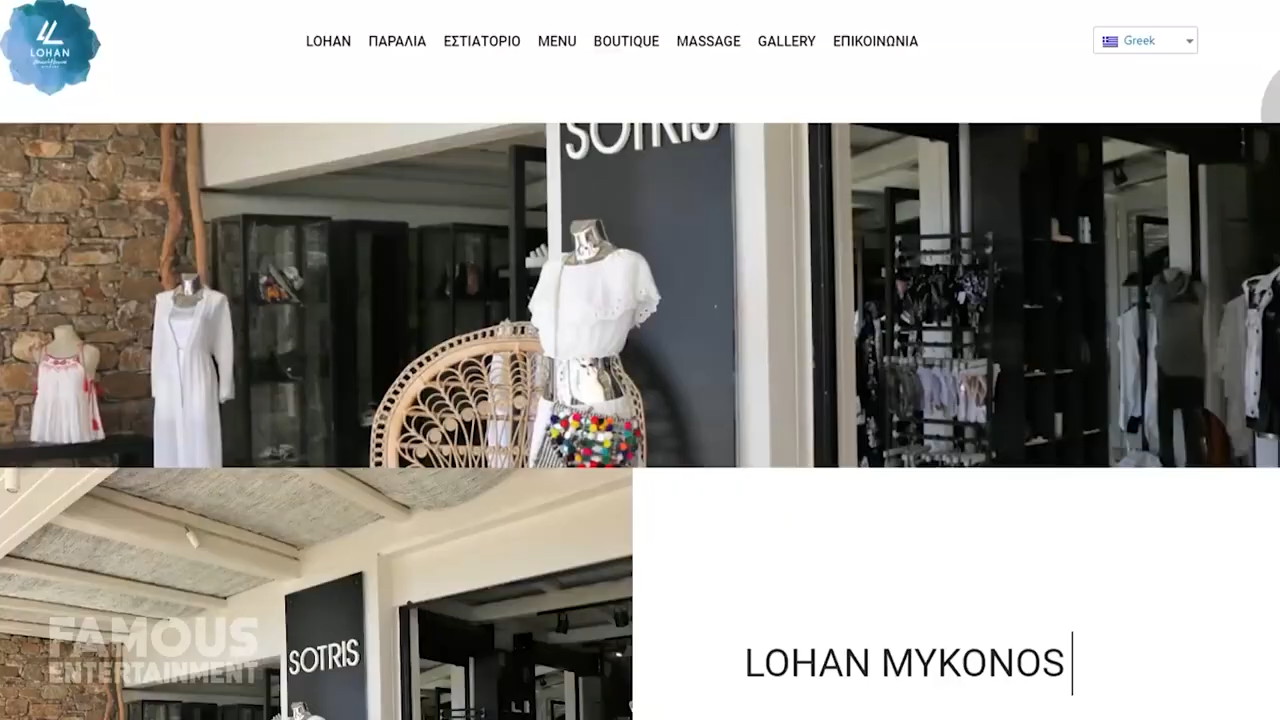 LOHAN
LOHAN ΠΑΡΑΛΙΑ ΕΣΤΙΑΤΟΡΙΟ MENU BOUTIQUE MASSAGE GALLERY ΕΠΙΚΟΙΝΩΝΙΑ
Greek
SOTRIS
SOTRIS
FAMOUS
ENTERTAINMENT
LOHAN MYKONOS